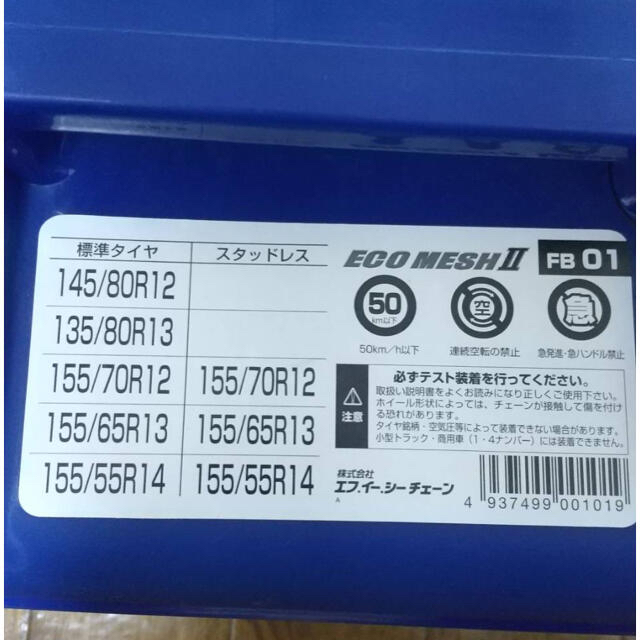 標準タイヤ スタッドレス
145/80R12
135/80R13
155/70R12 155/70R12
155/65R13 155/65R13
155/55R14 155/55R14
ECO MESH II FB 01
50 空 急
km以下
50km/h以下 連続空転の禁止 急発進・急ハンドル禁止
注意
必ずテスト装着を行ってください。
取扱い説明書をよくお読みになり正しくご使用下さい。
ホイール形状によっては、チェーンが接触して傷を付け
る恐れがあります。
タイヤ銘柄・空気圧等によって装着できない場合があります。
小型トラック・商用車(1・4ナンバー)には装着できません。
株式会社
エフ.イー.シーチェーン
A
4 937499 001019